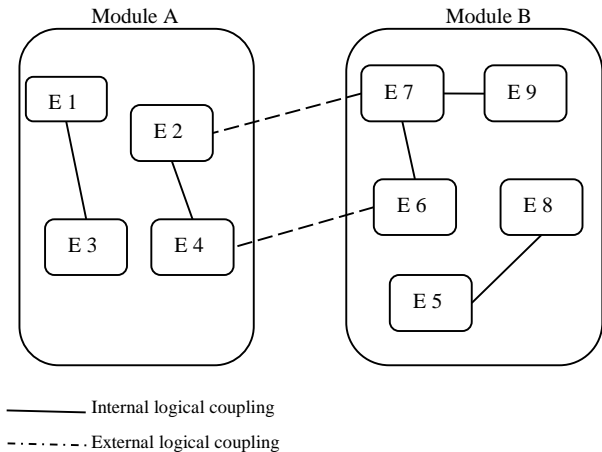 Module A
Module B
E 1
E 2
E 3
E 4
E 7
E 9
E 6
E 8
E 5
Internal logical coupling
External logical coupling